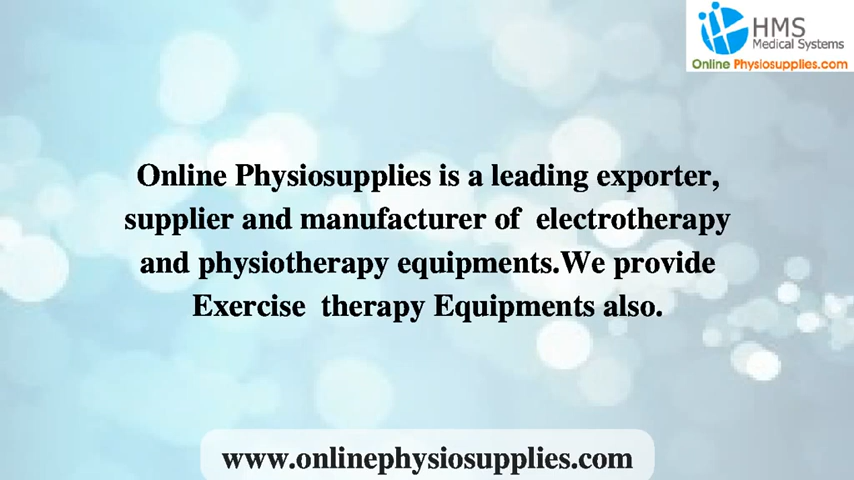 HMS
Medical Systems
Online Physiosupplies.com
Online Physiosupplies is a leading exporter,
supplier and manufacturer of  electrotherapy
and physiotherapy equipments.We provide
Exercise  therapy Equipments also.
www.onlinephysiosupplies.com